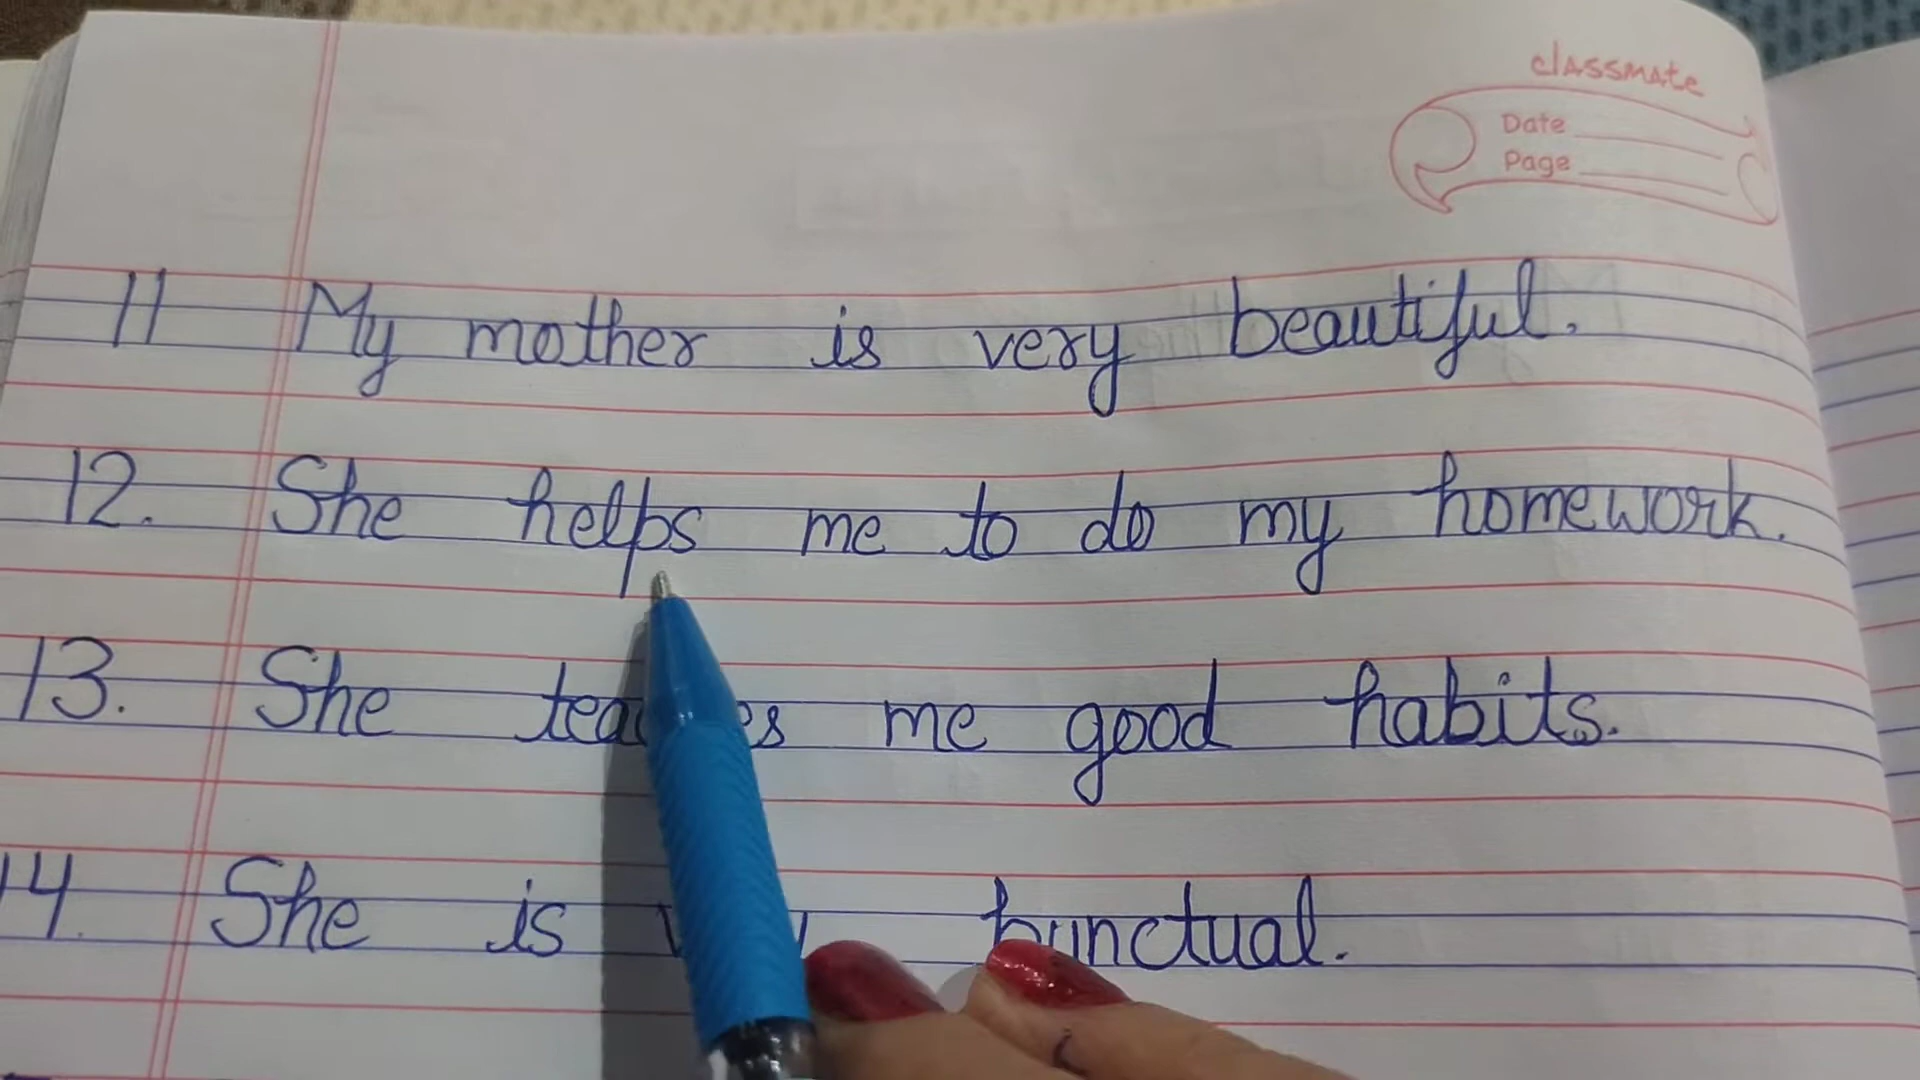 classmate
Date
Page
11 My mother is very beautiful.
12. She helps me to do my homework.
13. She me good habits.
14. She is punctual.